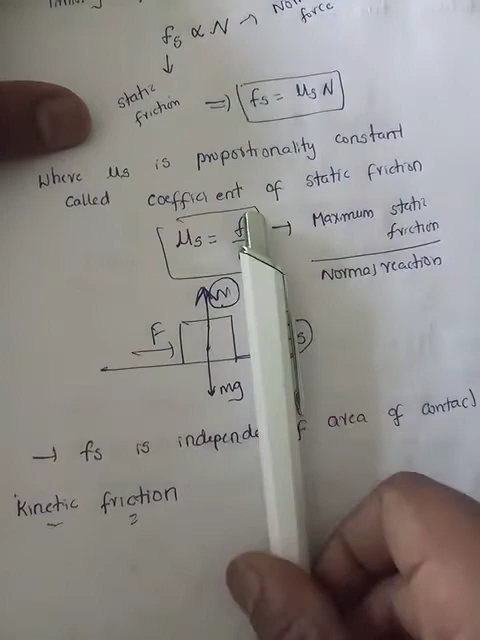 fs ∝ N → Normal force
static friction ⇒ fs = μs N
Where μs is proportionality constant
called coefficient of static friction
μs = f → Maximum static friction
Normal reaction
N
F
s
mg
→ fs is independe f area of contact
kinetic friction